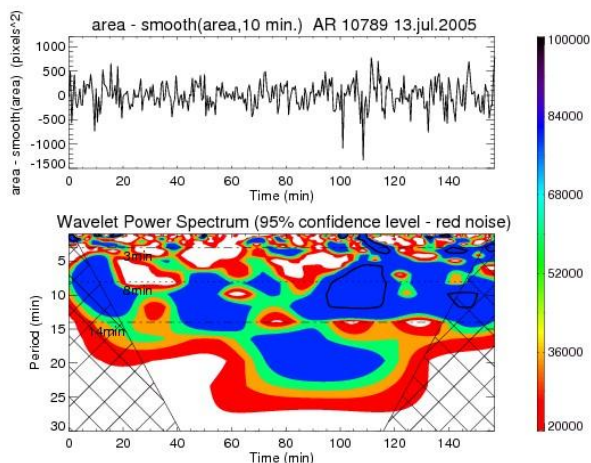 area - smooth(area,10 min.) AR 10789 13.jul.2005
area - smooth(area) (pixels^2)
1000
500
0
-500
-1000
-1500
0 20 40 60 80 100 120 140
Time (min)
Wavelet Power Spectrum (95% confidence level - red noise)
Period (min)
5
10
15
20
25
30
3min
8min
14min
0 20 40 60 80 100 120 140
Time (min)
100000
84000
68000
52000
36000
20000